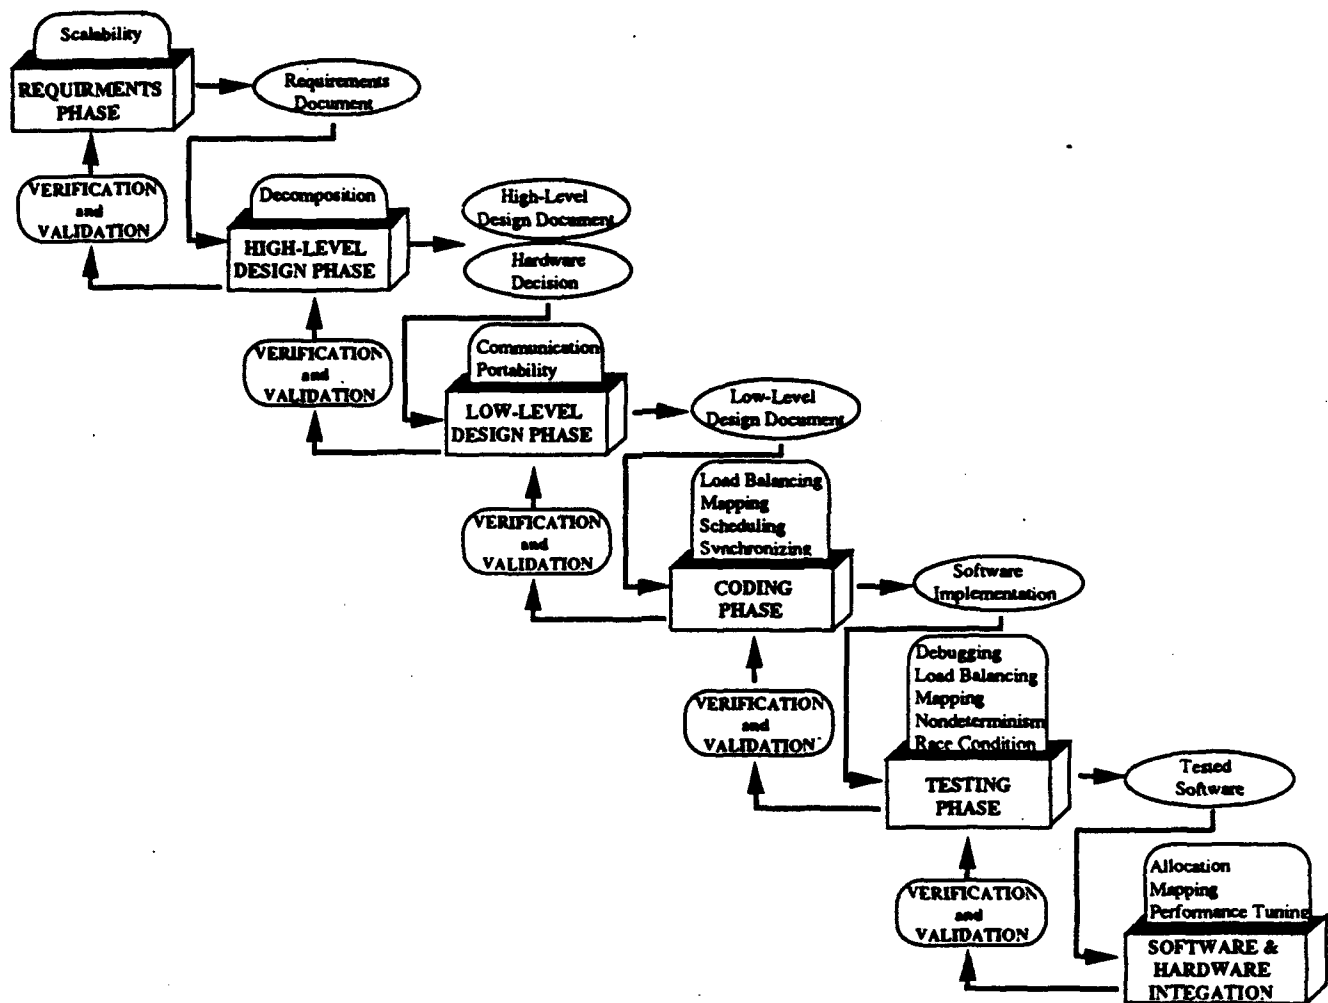 Scalability
REQUIRMENTS
PHASE
Requirements
Document
VERIFICATION
and
VALIDATION
Decomposition
HIGH-LEVEL
DESIGN PHASE
High-Level
Design Document
Hardware
Decision
VERIFICATION
and
VALIDATION
Communication
Portability
LOW-LEVEL
DESIGN PHASE
Low-Level
Design Document
VERIFICATION
and
VALIDATION
Load Balancing
Mapping
Scheduling
Synchronizing
CODING
PHASE
Software
Implementation
VERIFICATION
and
VALIDATION
Debugging
Load Balancing
Mapping
Nondeterminism
Race Condition
TESTING
PHASE
Tested
Software
VERIFICATION
and
VALIDATION
Allocation
Mapping
Performance Tuning
SOFTWARE &
HARDWARE
INTEGATION